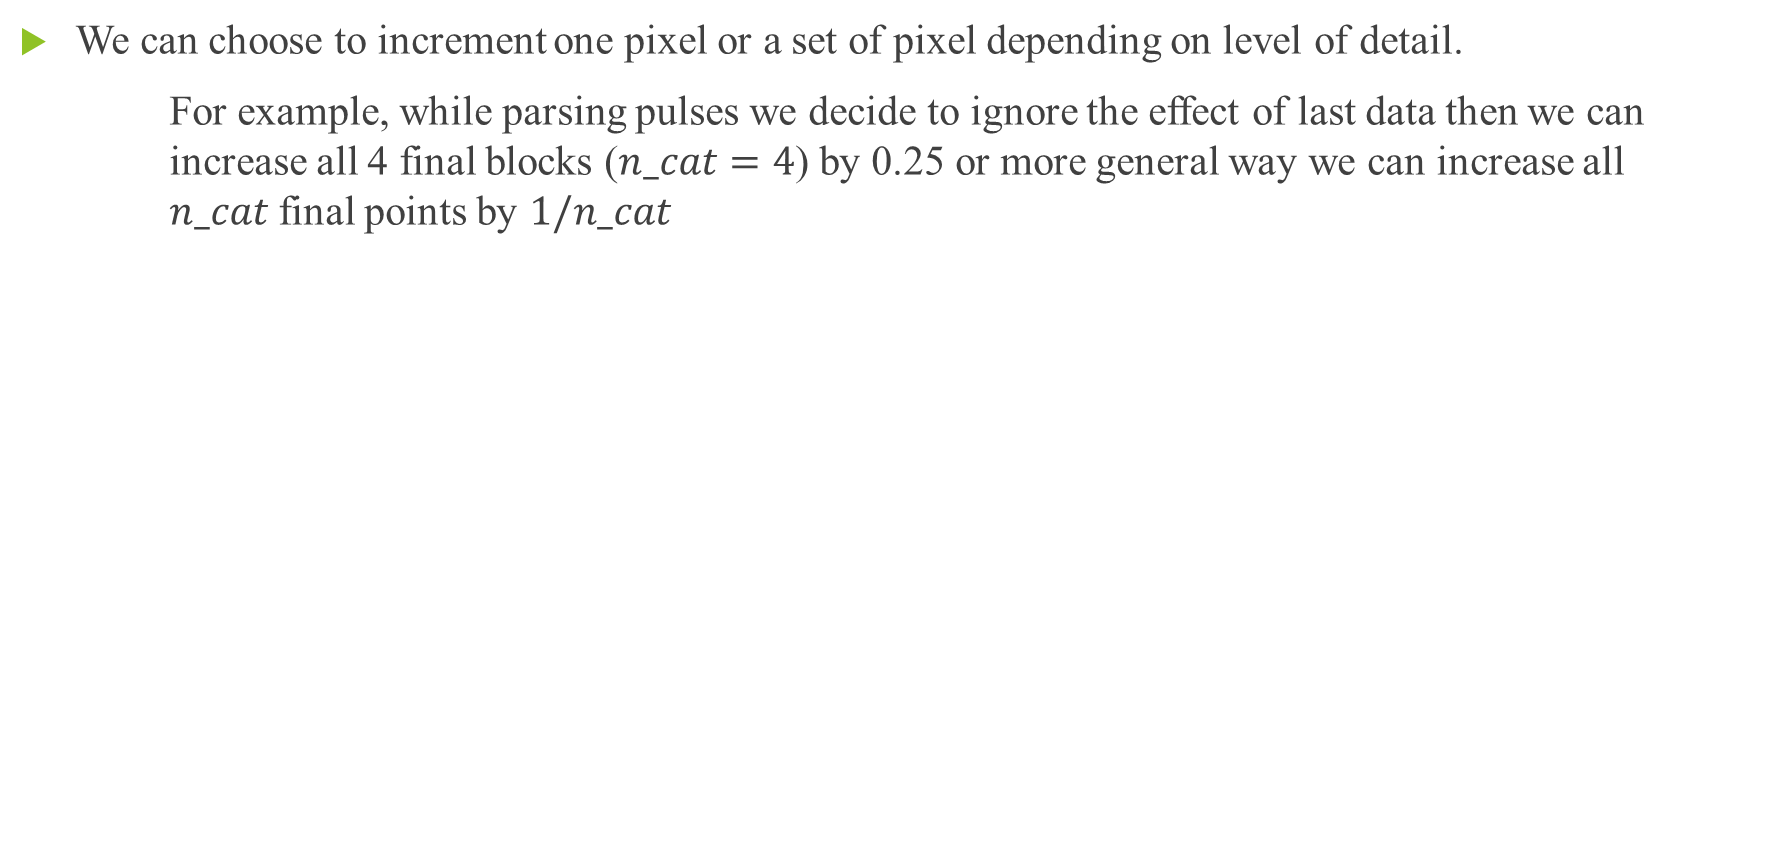 We can choose to increment one pixel or a set of pixel depending on level of detail.
For example, while parsing pulses we decide to ignore the effect of last data then we can
increase all 4 final blocks (n_cat = 4) by 0.25 or more general way we can increase all
n_cat final points by 1/n_cat